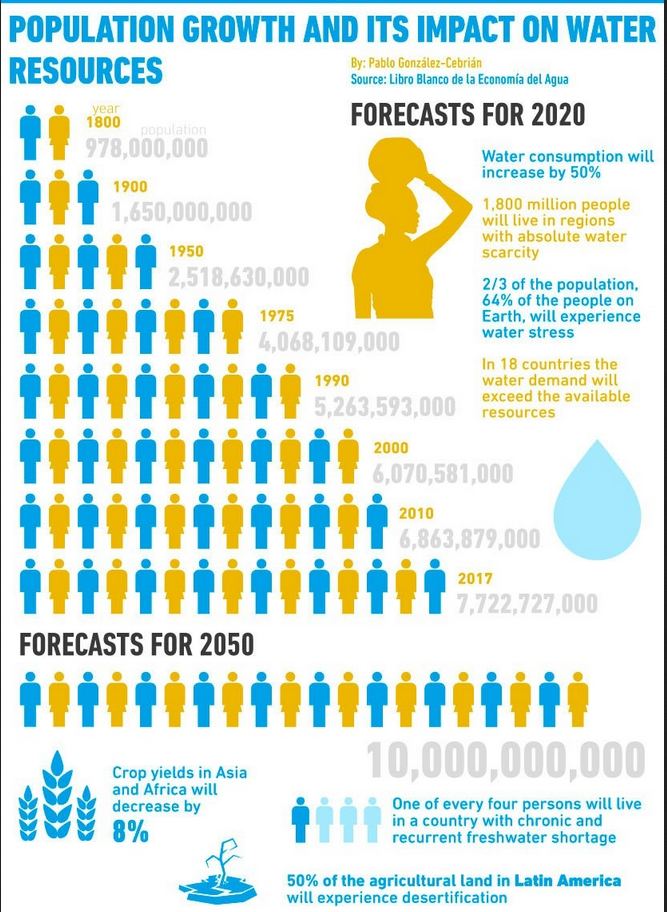 POPULATION GROWTH AND ITS IMPACT ON WATER
RESOURCES
By: Pablo González-Cebrián
Source: Libro Blanco de la Economía del Agua
year
1800
population
978,000,000
1900
1,650,000,000
1950
2,518,630,000
1975
4,068,109,000
1990
5,263,593,000
2000
6,070,581,000
2010
6,863,879,000
2017
7,722,727,000
FORECASTS FOR 2020
Water consumption will
increase by 50%
1,800 million people
will live in regions
with absolute water
scarcity
2/3 of the population,
64% of the people on
Earth, will experience
water stress
In 18 countries the
water demand will
exceed the available
resources
FORECASTS FOR 2050
10,000,000,000
Crop yields in Asia
and Africa will
decrease by
8%
One of every four persons will live
in a country with chronic and
recurrent freshwater shortage
50% of the agricultural land in Latin America
will experience desertification